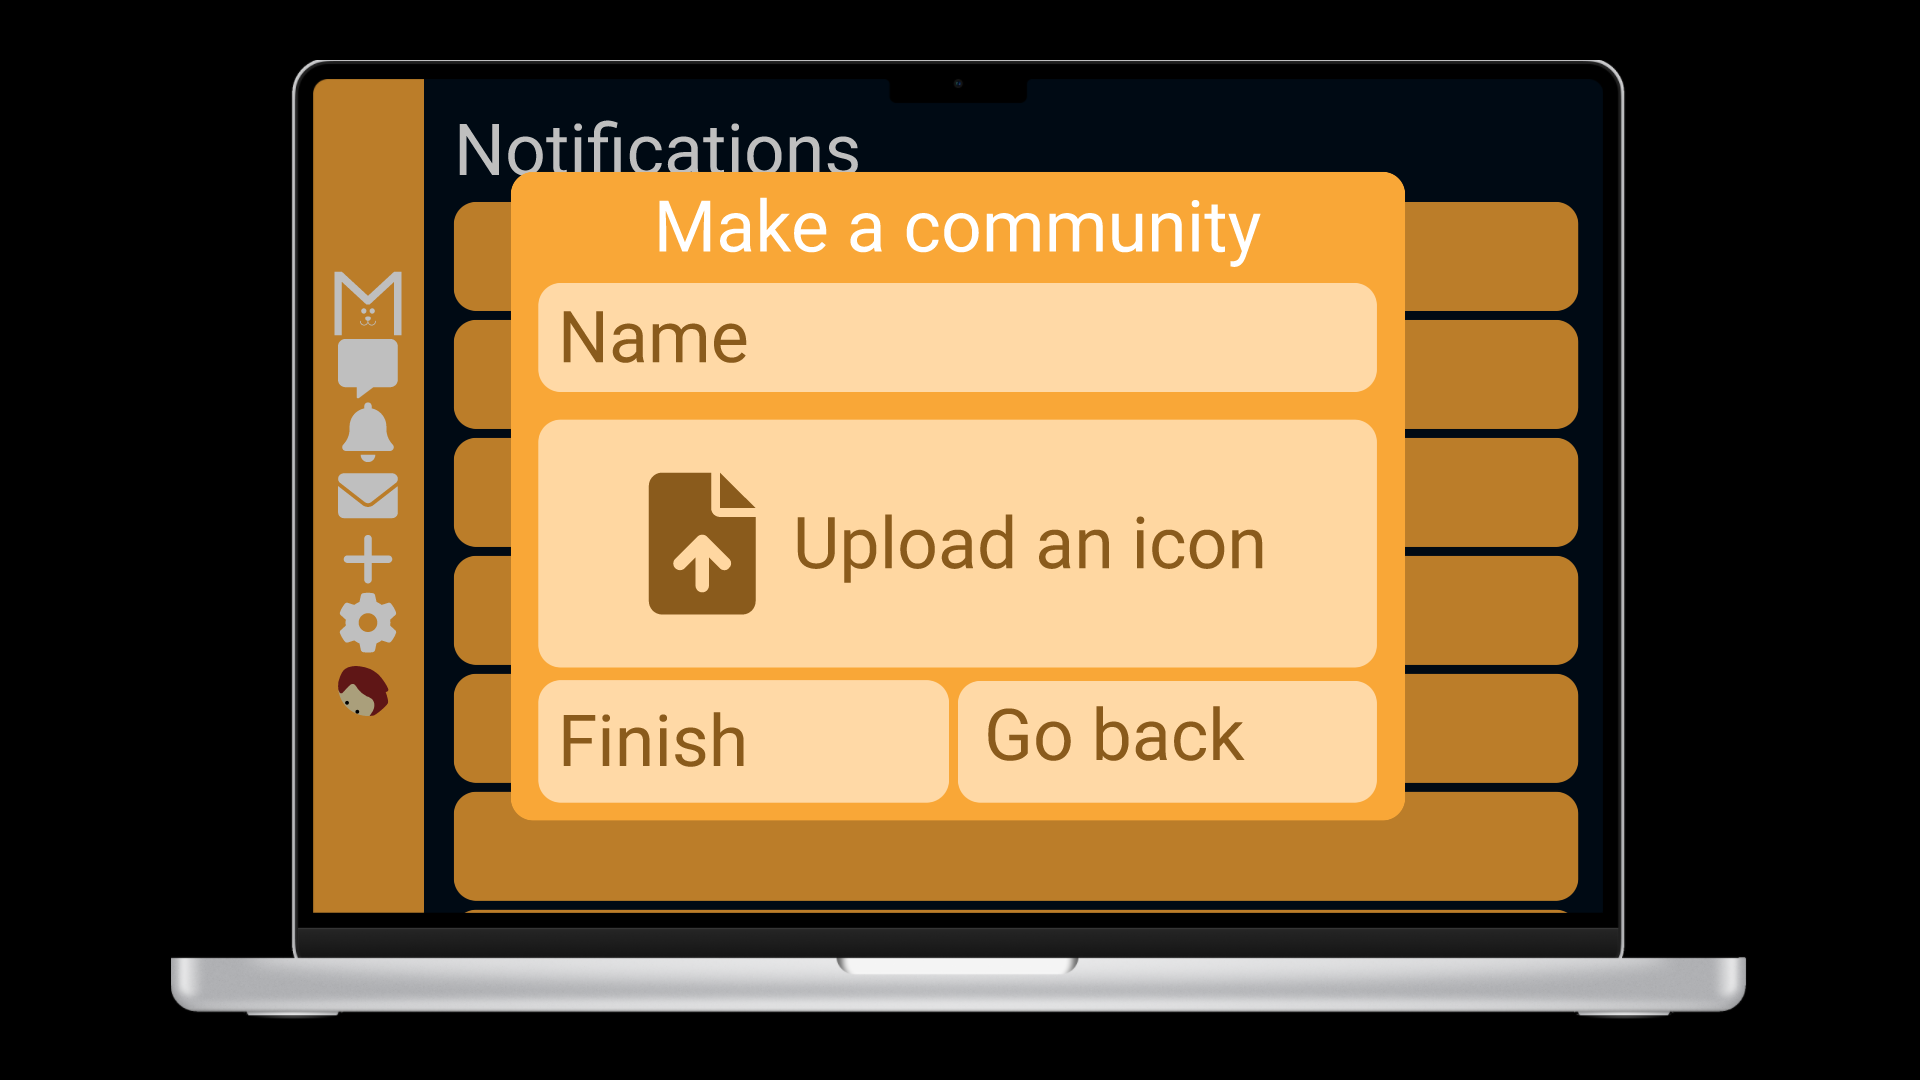 Notifications
Make a community
Name
Upload an icon
Finish
Go back